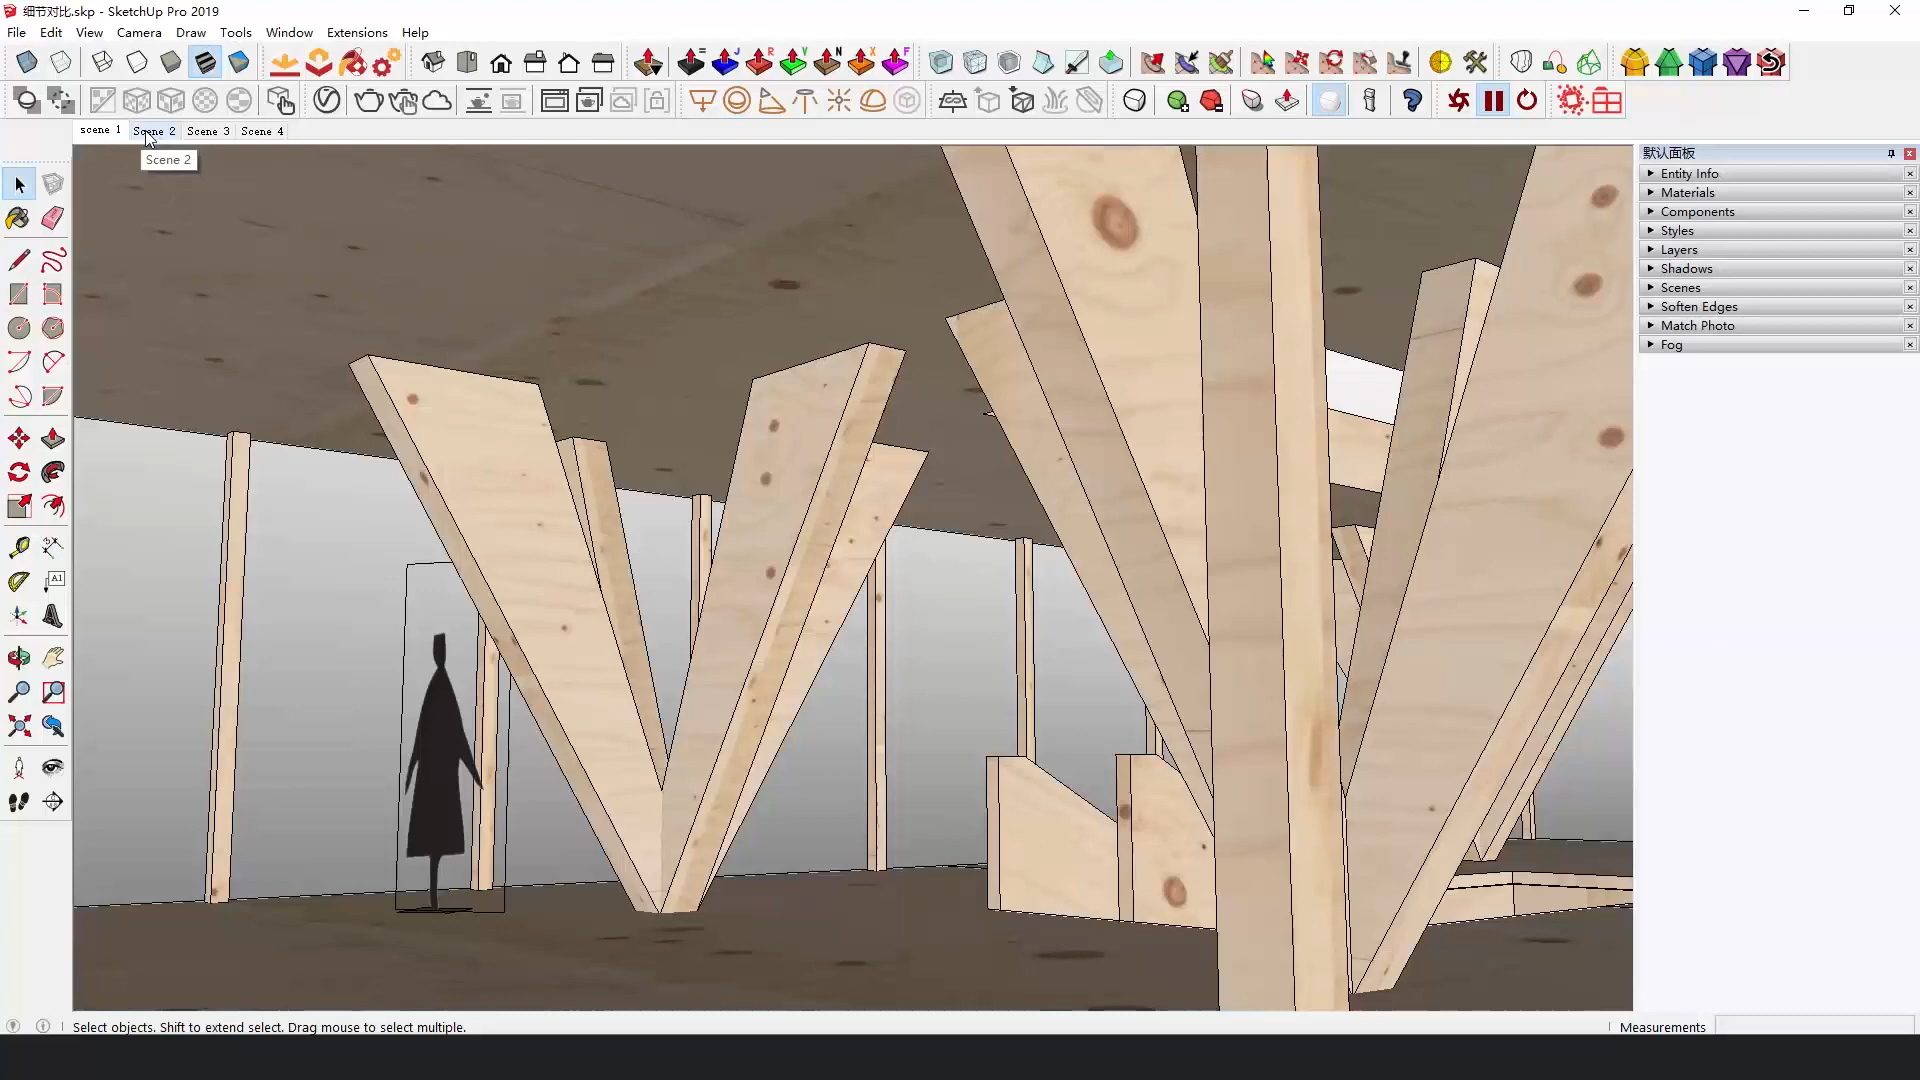 细节对比.skp - SketchUp Pro 2019
File Edit View Camera Draw Tools Window Extensions Help
scene 1 Scene 2 Scene 3 Scene 4
Scene 2
默认面板
Entity Info
Materials
Components
Styles
Layers
Shadows
Scenes
Soften Edges
Match Photo
Fog
Select objects. Shift to extend select. Drag mouse to select multiple.
Measurements